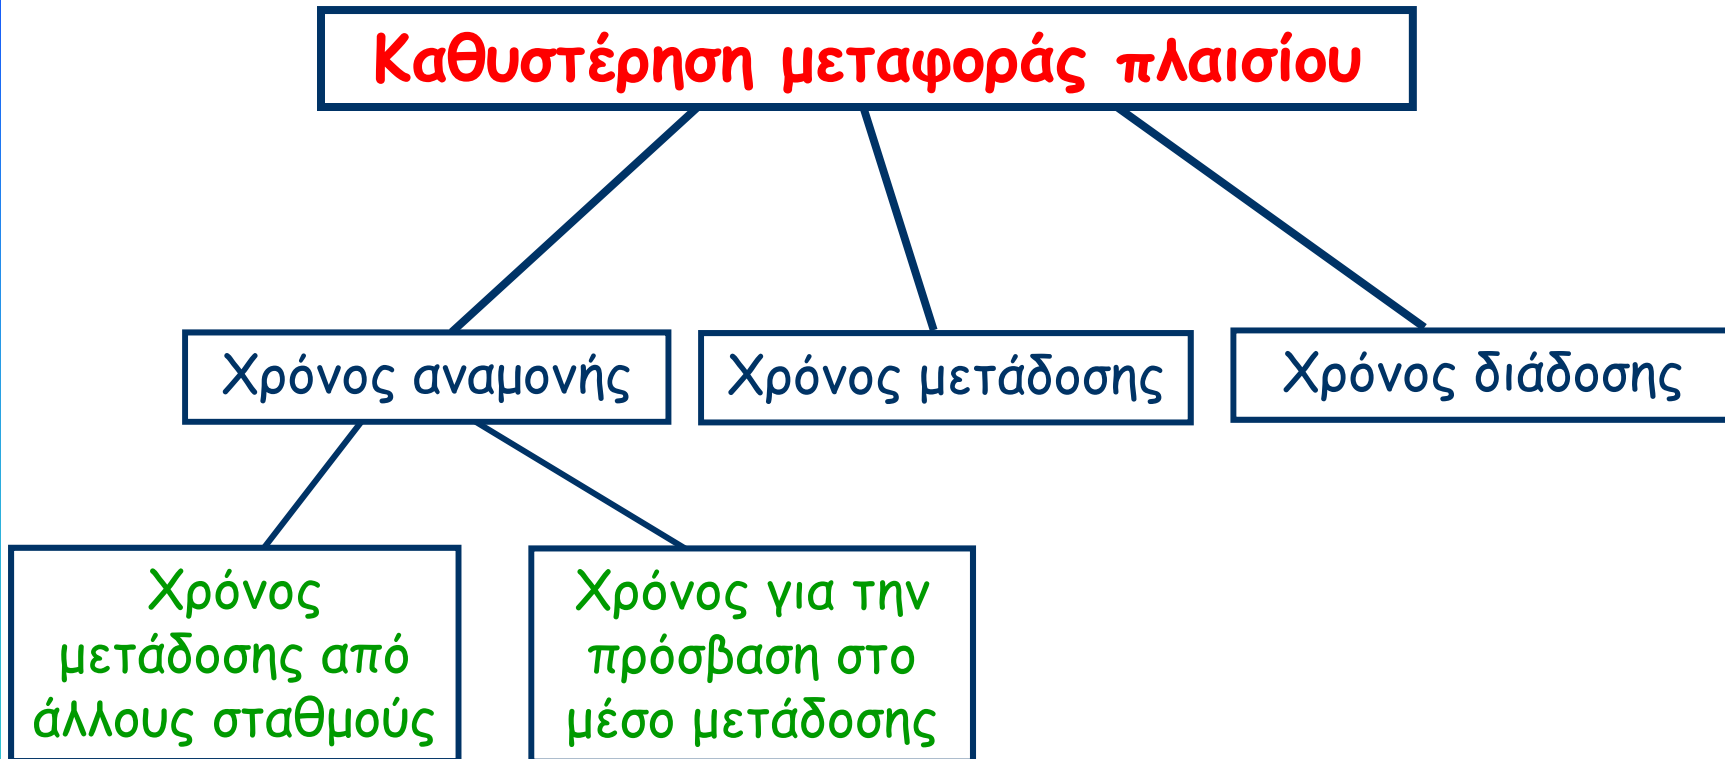 Καθυστέρηση μεταφοράς πλαισίου
Χρόνος αναμονής
Χρόνος μετάδοσης
Χρόνος διάδοσης
Χρόνος
μετάδοσης από
άλλους σταθμούς
Χρόνος για την
πρόσβαση στο
μέσο μετάδοσης